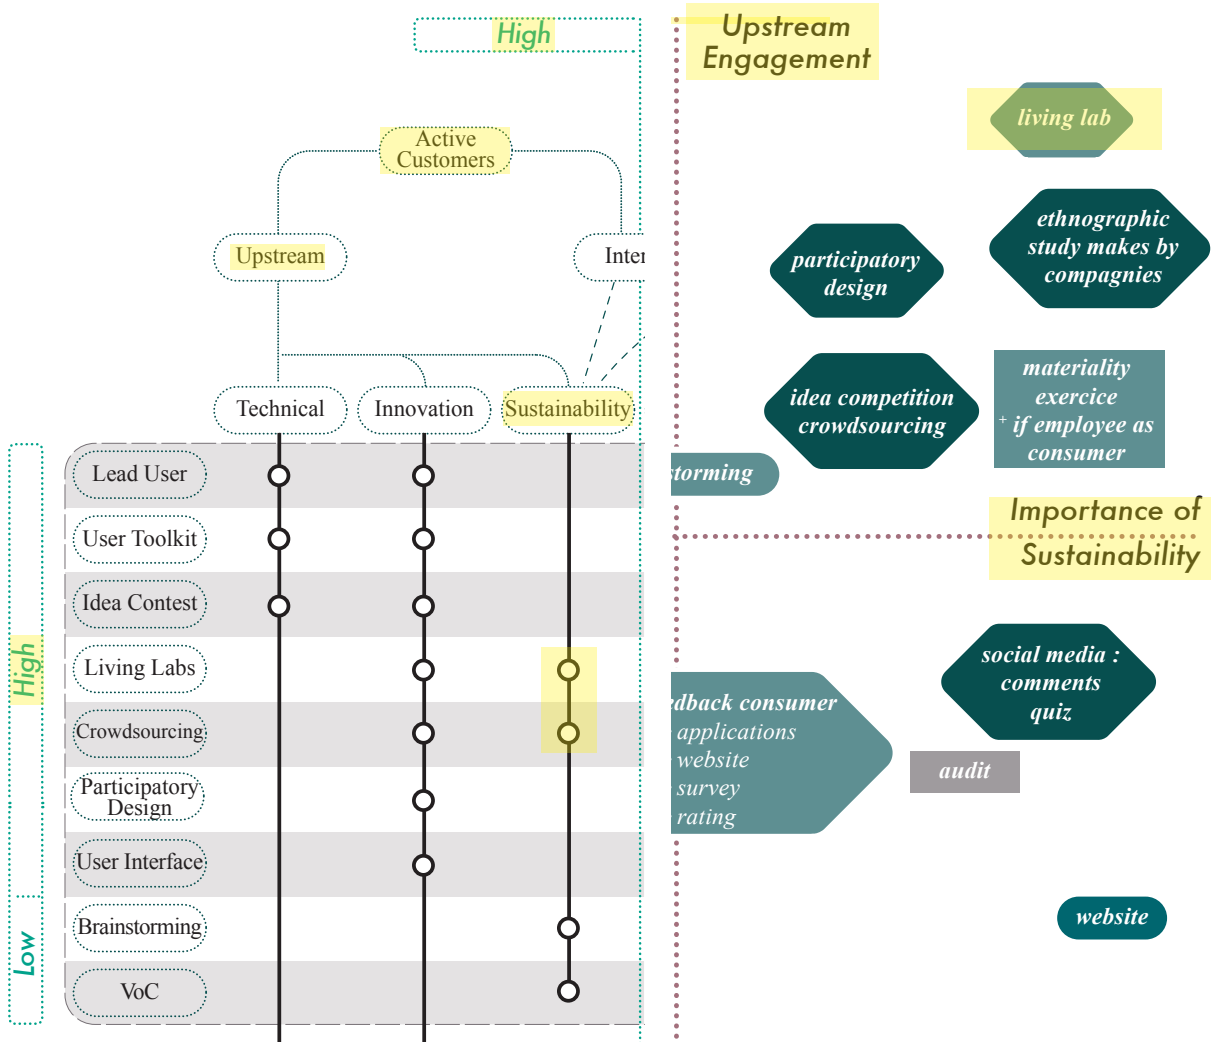 High
Active
Customers
Upstream
Technical
Innovation
Sustainability
High
Low
Lead User
User Toolkit
Idea Contest
Living Labs
Crowdsourcing
Participatory
Design
User Interface
Brainstorming
VoC
Upstream
Engagement
living lab
ethnographic
study makes by
compagnies
participatory
design
idea competition
crowdsourcing
materiality
exercice
+ if employee as
consumer
storming
Importance of
Sustainability
social media :
comments
quiz
edback consumer
applications
website
survey
rating
audit
website